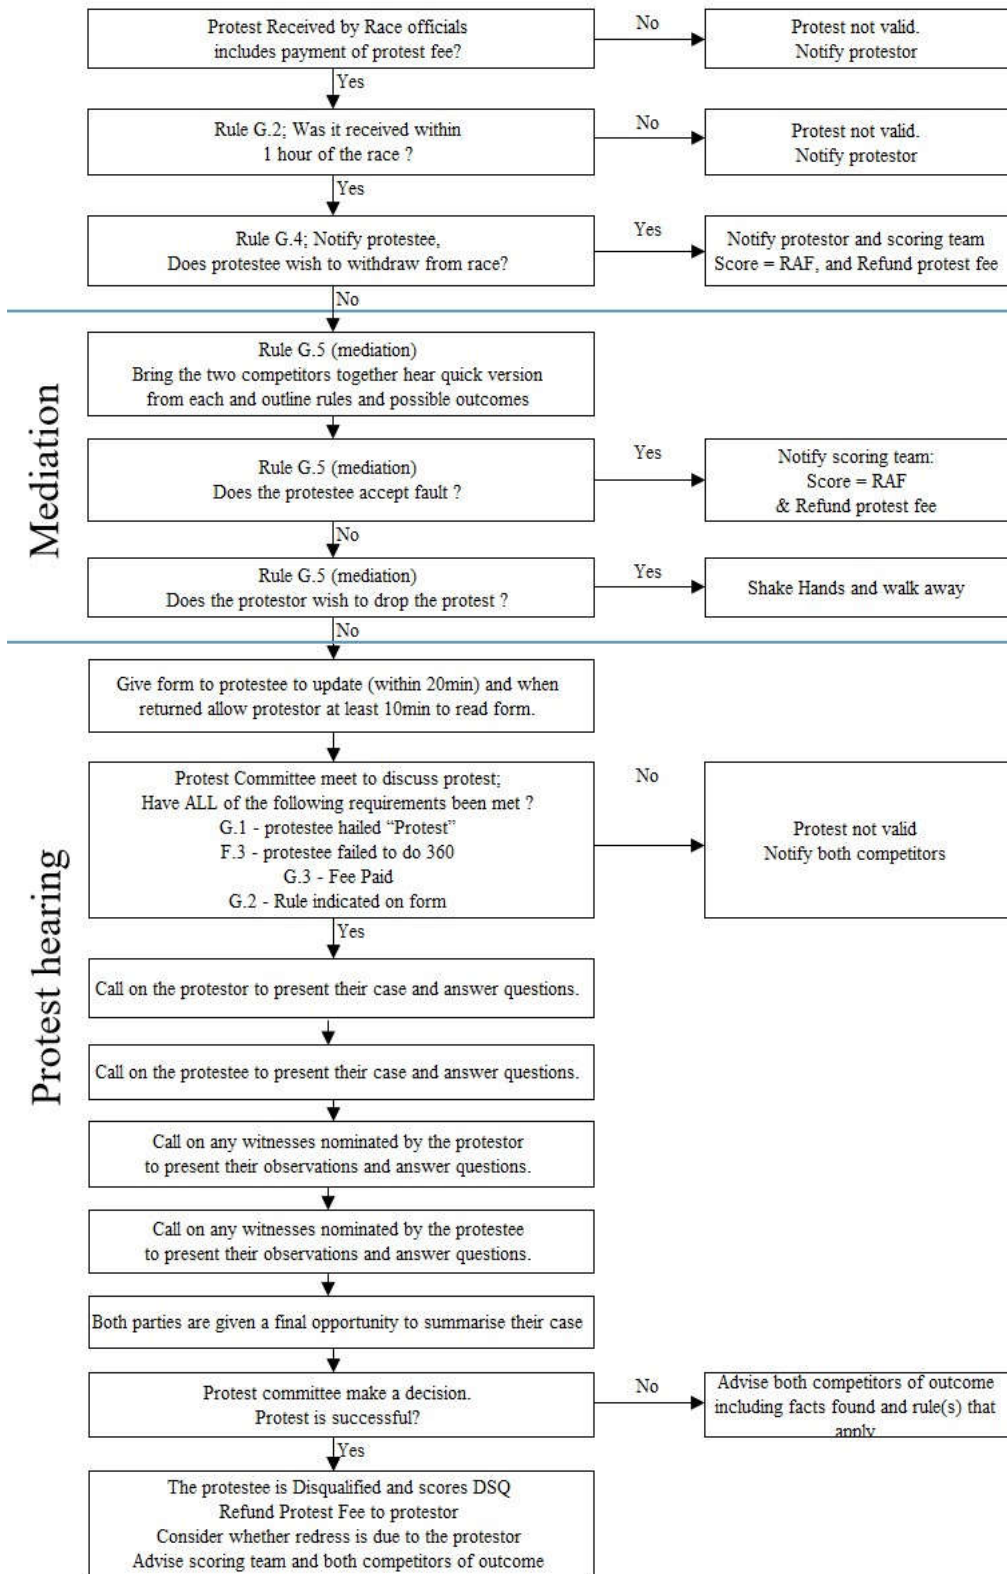 Protest Received by Race officials
includes payment of protest fee?
No
Protest not valid.
Notify protestor
Yes
Rule G.2; Was it received within
1 hour of the race ?
No
Protest not valid.
Notify protestor
Yes
Rule G.4; Notify protestee,
Does protestee wish to withdraw from race?
Yes
Notify protestor and scoring team
Score = RAF, and Refund protest fee
No
Mediation
Rule G.5 (mediation)
Bring the two competitors together hear quick version
from each and outline rules and possible outcomes
Rule G.5 (mediation)
Does the protestee accept fault ?
Yes
Notify scoring team:
Score = RAF
& Refund protest fee
No
Rule G.5 (mediation)
Does the protestor wish to drop the protest ?
Yes
Shake Hands and walk away
No
Protest hearing
Give form to protestee to update (within 20min) and when
returned allow protestor at least 10min to read form.
Protest Committee meet to discuss protest;
Have ALL of the following requirements been met ?
G.1 - protestee hailed “Protest”
F.3 - protestee failed to do 360
G.3 - Fee Paid
G.2 - Rule indicated on form
No
Protest not valid
Notify both competitors
Yes
Call on the protestor to present their case and answer questions.
Call on the protestee to present their case and answer questions.
Call on any witnesses nominated by the protestor
to present their observations and answer questions.
Call on any witnesses nominated by the protestee
to present their observations and answer questions.
Both parties are given a final opportunity to summarise their case
Protest committee make a decision.
Protest is successful?
No
Advise both competitors of outcome
including facts found and rule(s) that
apply
Yes
The protestee is Disqualified and scores DSQ
Refund Protest Fee to protestor
Consider whether redress is due to the protestor
Advise scoring team and both competitors of outcome